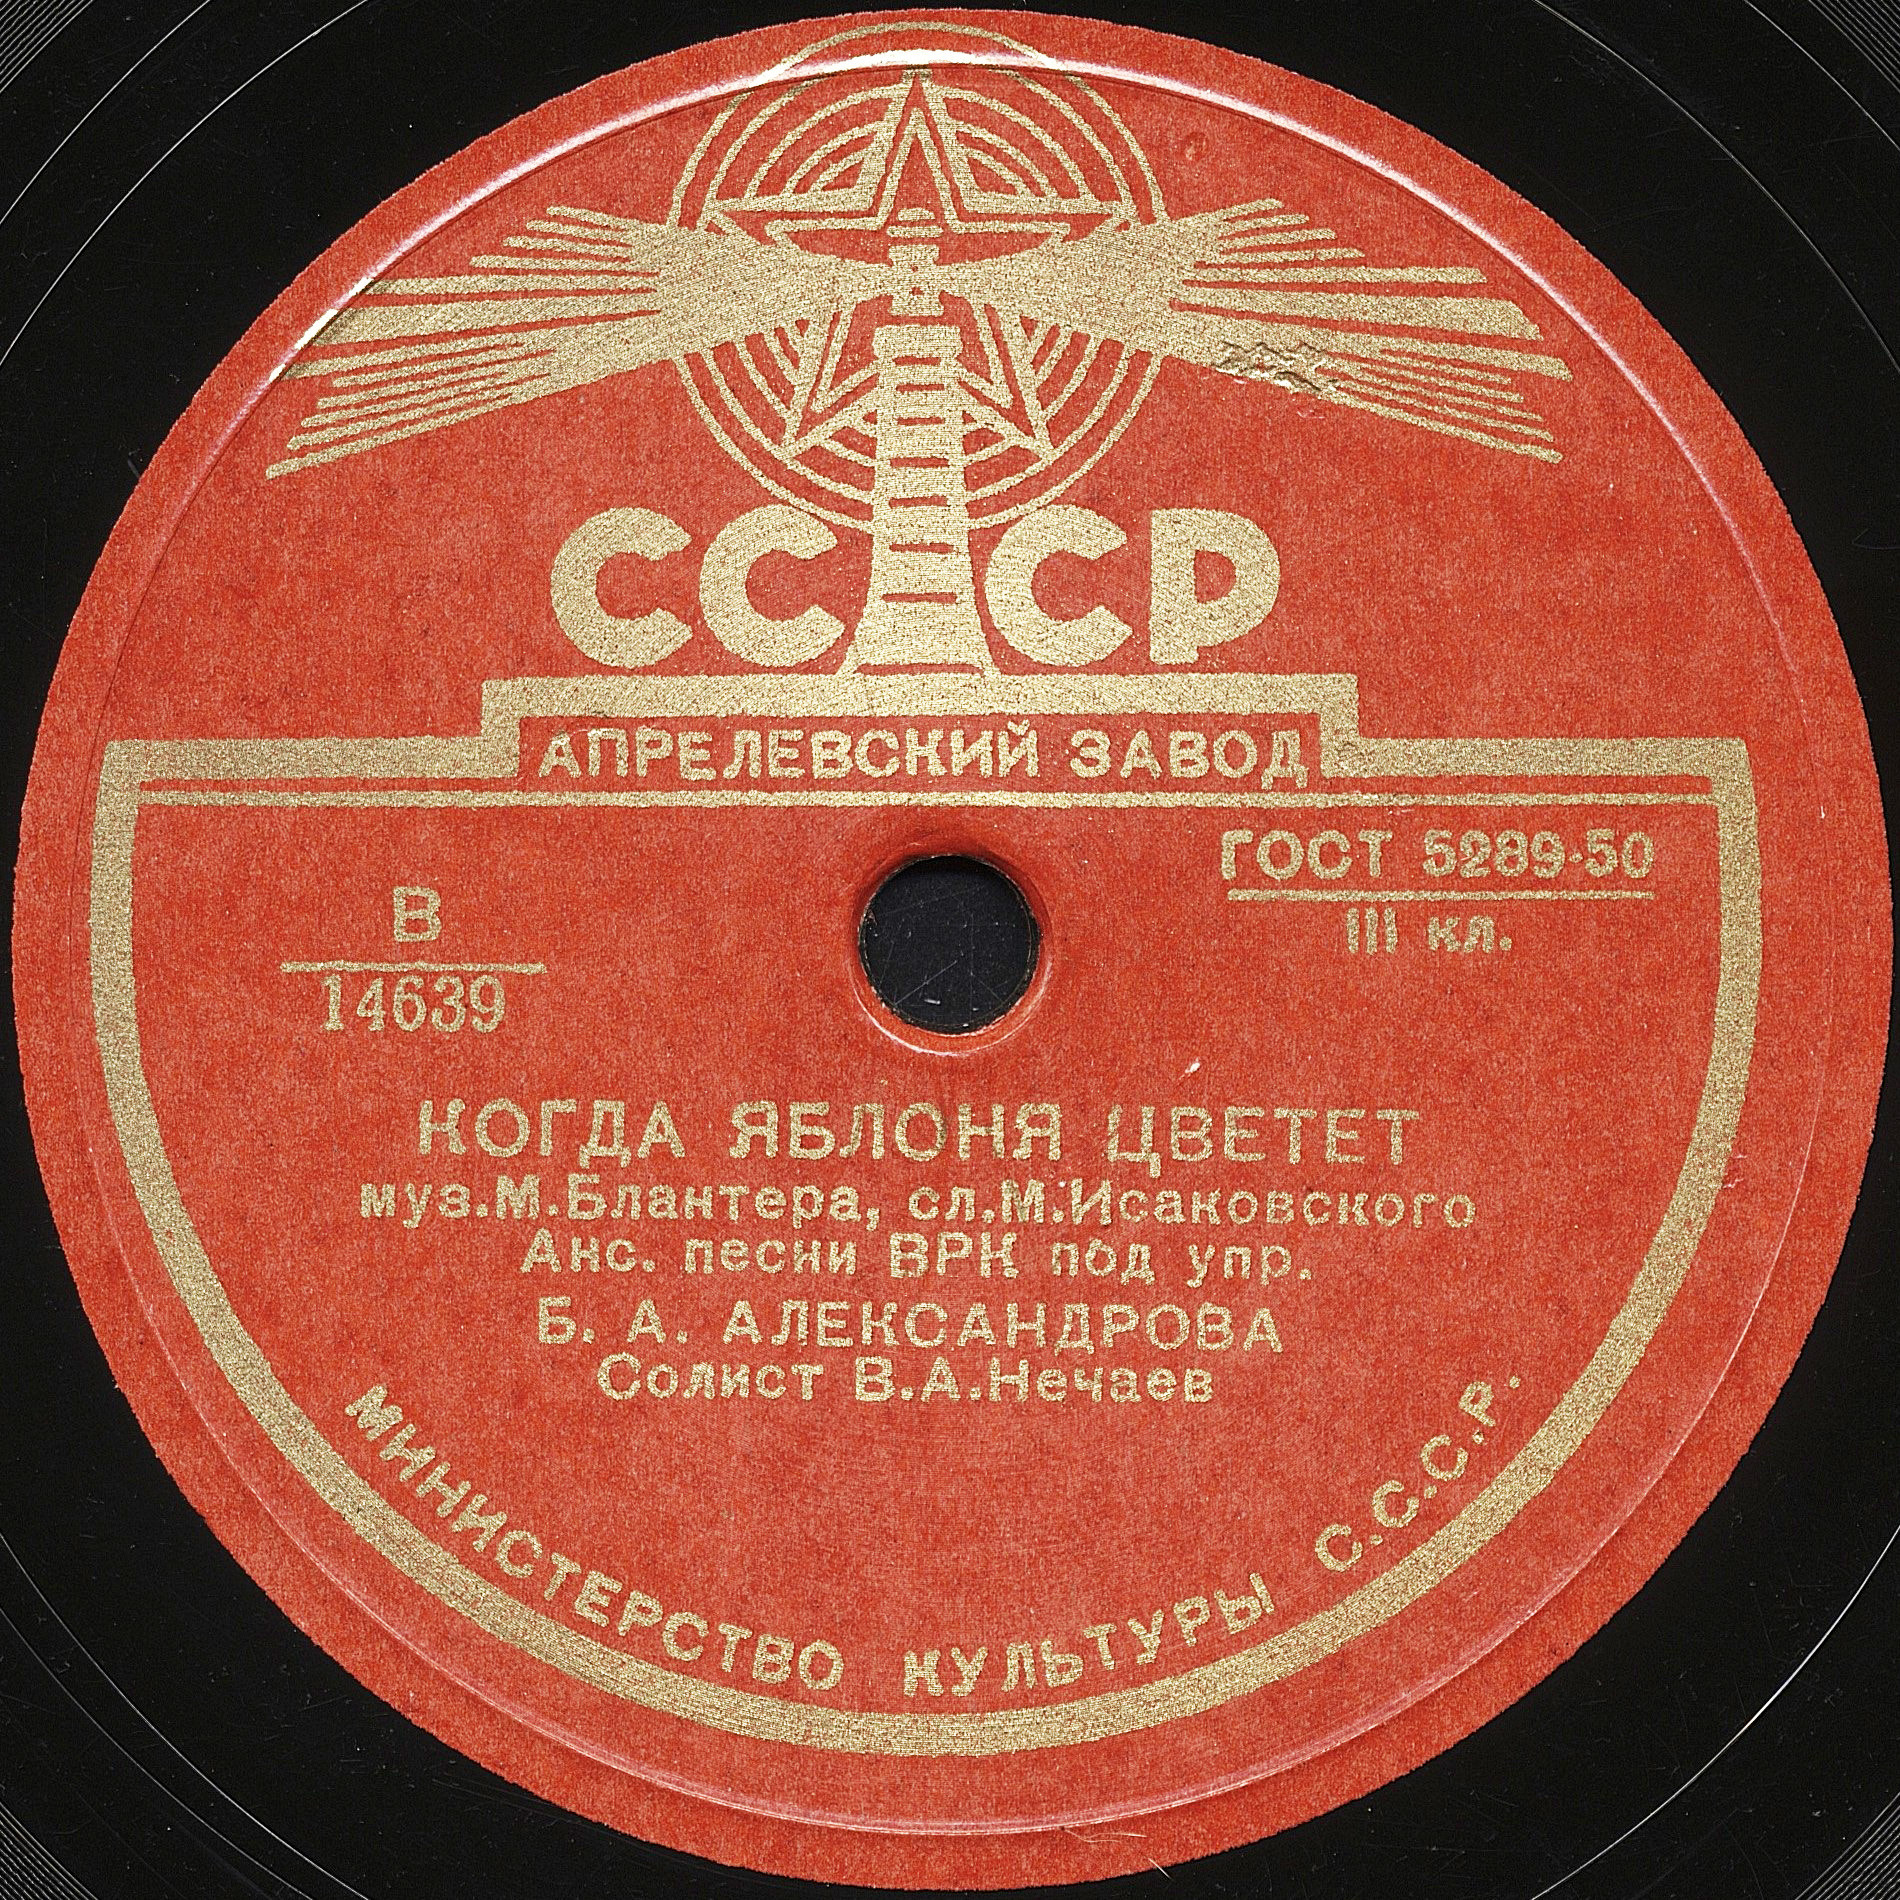 СССР
АПРЕЛЕВСКИЙ ЗАВОД
ГОСТ 5289-50
III кл.
В
14639
КОГДА ЯБЛОНЯ ЦВЕТЕТ
муз.М.Блантера, сл.М.Исаковского
Анс. песни ВРК под упр.
Б. А. АЛЕКСАНДРОВА
Солист В.А.Нечаев
МИНИСТЕРСТВО КУЛЬТУРЫ С.С.С.Р.